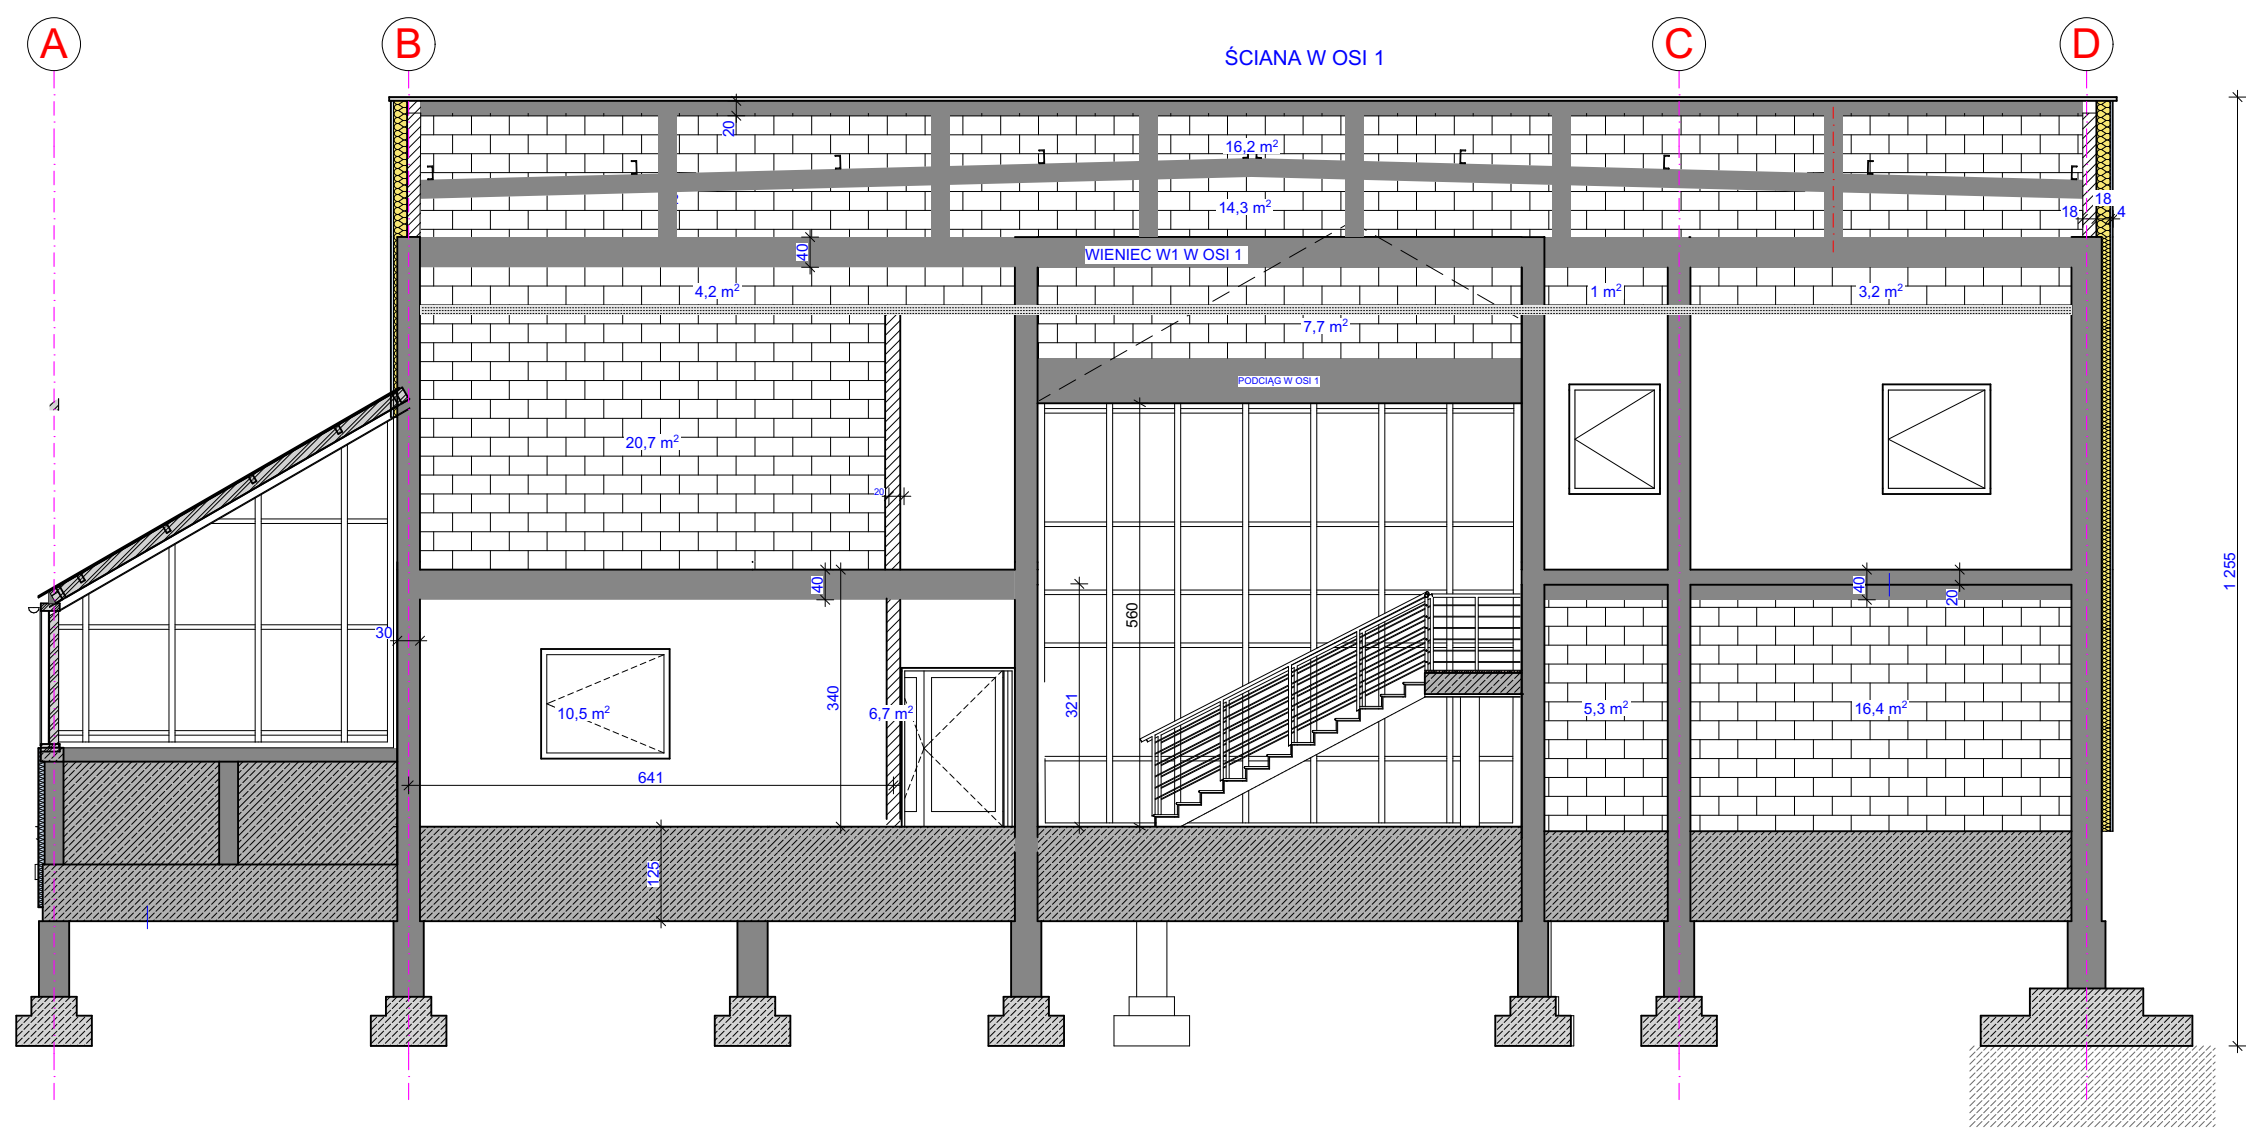 A
B
ŚCIANA W OSI 1
C
D
20
16,2 m²
14,3 m²
18
18
4
40
WIENIEC W1 W OSI 1
4,2 m²
1 m²
3,2 m²
7,7 m²
PODCIĄG W OSI 1
20,7 m²
20
1 255
40
40
20
560
30
340
321
10,5 m²
6,7 m²
5,3 m²
16,4 m²
641
125